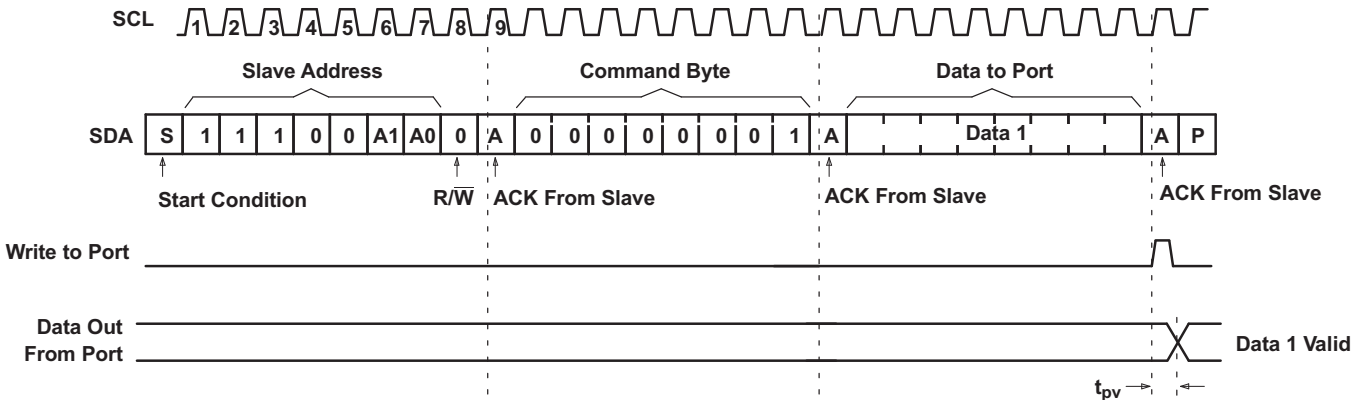 SCL 1 2 3 4 5 6 7 8 9
Slave Address Command Byte Data to Port
SDA S 1 1 1 0 0 A1 A0 0 A 0 0 0 0 0 0 0 1 A Data 1 A P
Start Condition R/W̅ ACK From Slave ACK From Slave ACK From Slave
Write to Port
Data Out
From Port
Data 1 Valid
tpv